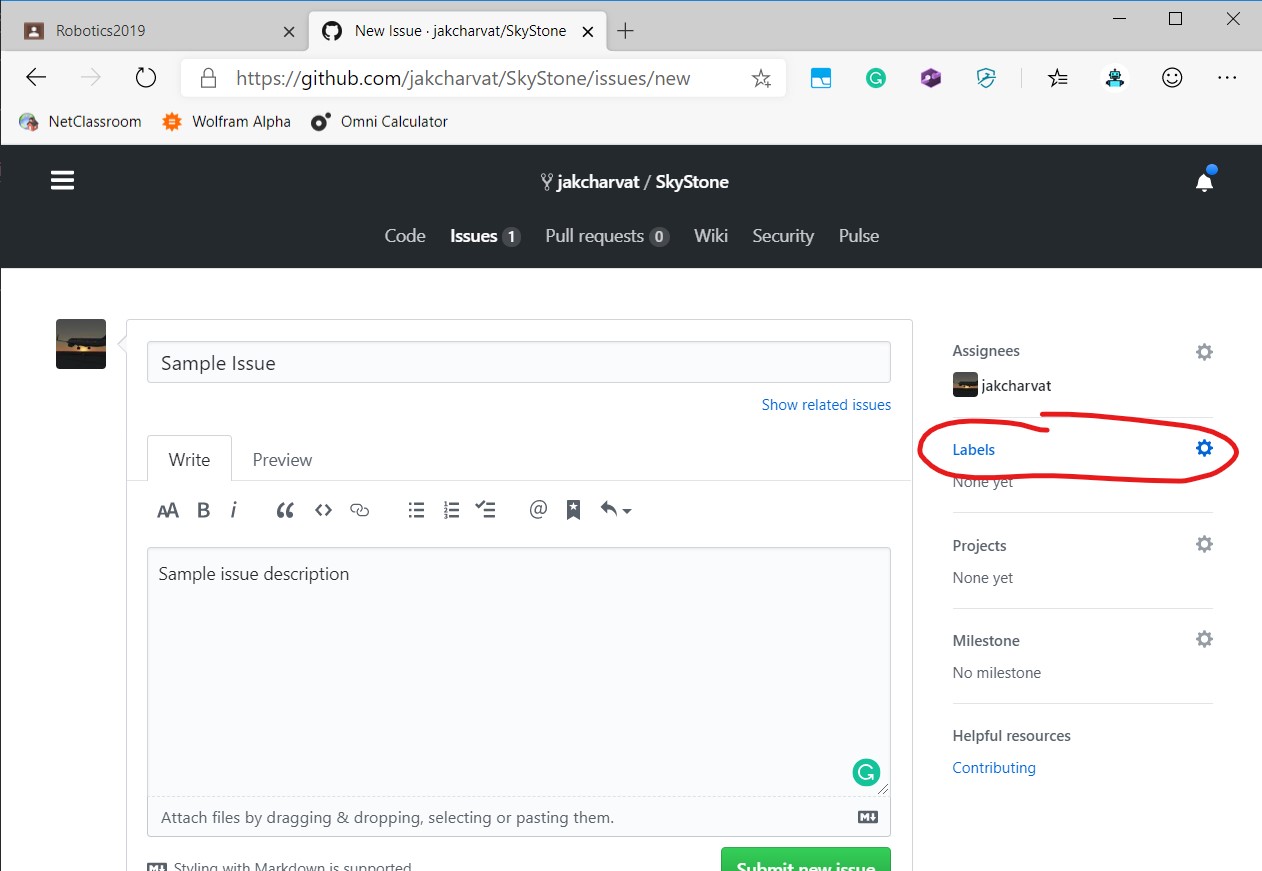 Robotics2019
New Issue · jakcharvat/SkyStone
https://github.com/jakcharvat/SkyStone/issues/new
NetClassroom Wolfram Alpha Omni Calculator
jakcharvat / SkyStone
Code Issues 1 Pull requests 0 Wiki Security Pulse
Sample Issue
Show related issues
Write Preview
AA B i
Sample issue description
Attach files by dragging & dropping, selecting or pasting them.
Styling with Markdown is supported
Submit new issue
Assignees
jakcharvat
Labels
None yet
Projects
None yet
Milestone
No milestone
Helpful resources
Contributing